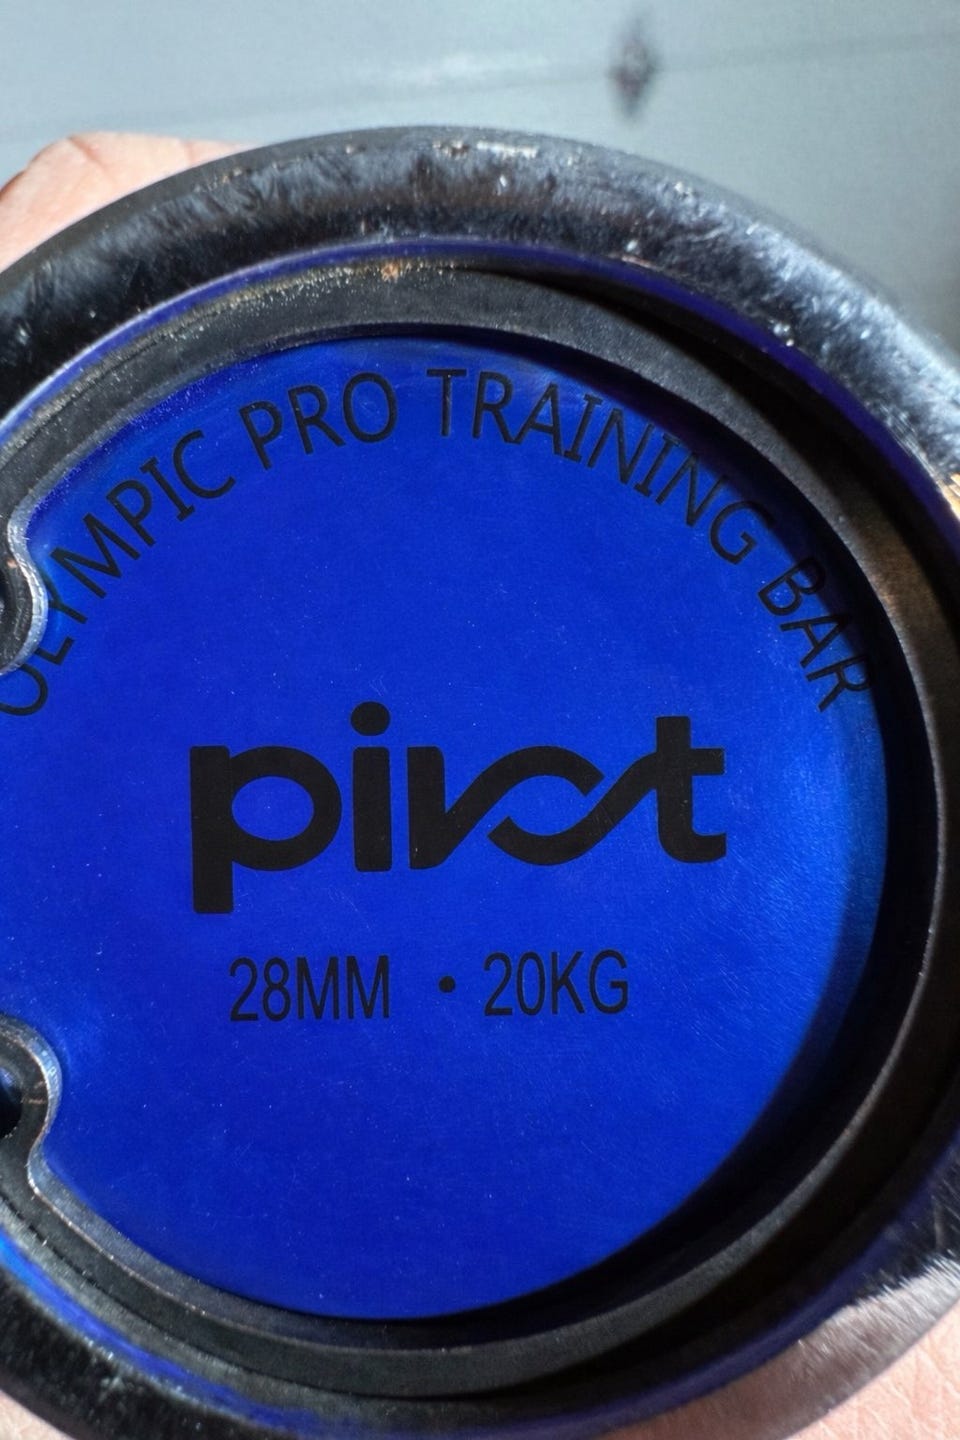 OLYMPIC PRO TRAINING BAR
pivot
28MM • 20KG